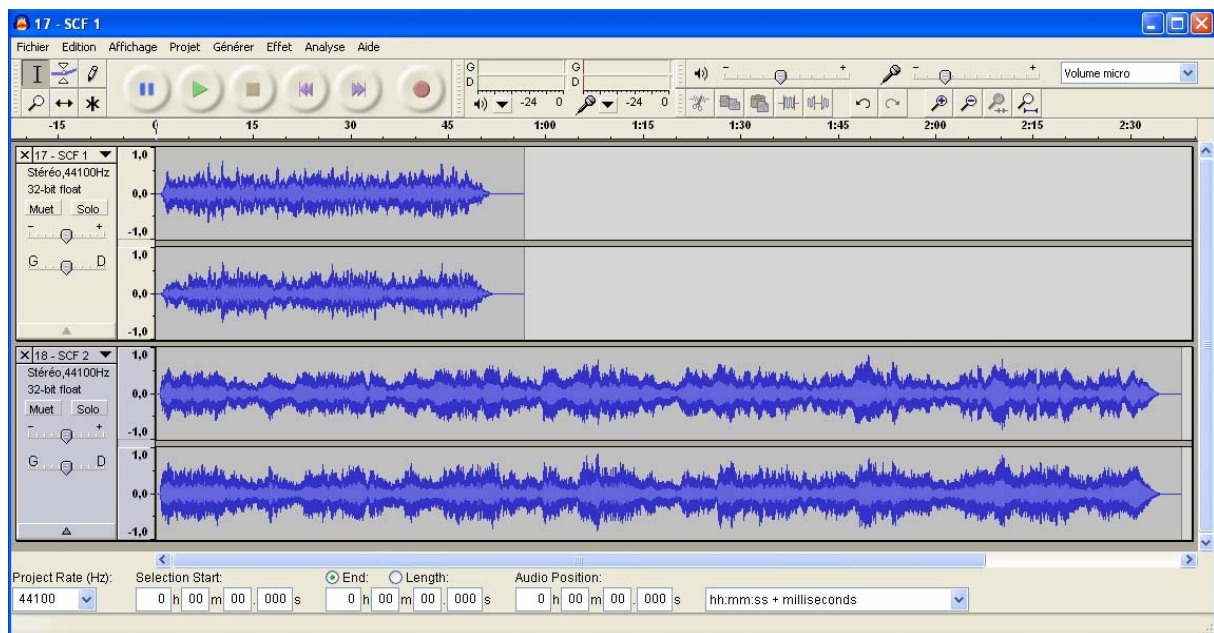 17 - SCF 1
Fichier Edition Affichage Projet Générer Effet Analyse Aide
G
D
-24 0
G
D
-24 0
- +
- +
Volume micro
-15 0 15 30 45 1:00 1:15 1:30 1:45 2:00 2:15 2:30
X 17 - SCF 1
Stéréo,44100Hz
32-bit float
Muet Solo
- +
G D
1,0
0,0
-1,0
1,0
0,0
-1,0
X 18 - SCF 2
Stéréo,44100Hz
32-bit float
Muet Solo
- +
G D
1,0
0,0
-1,0
1,0
0,0
-1,0
Project Rate (Hz): Selection Start: End: Length: Audio Position:
44100 0 h 00 m 00 . 000 s 0 h 00 m 00 . 000 s 0 h 00 m 00 . 000 s hh:mm:ss + milliseconds